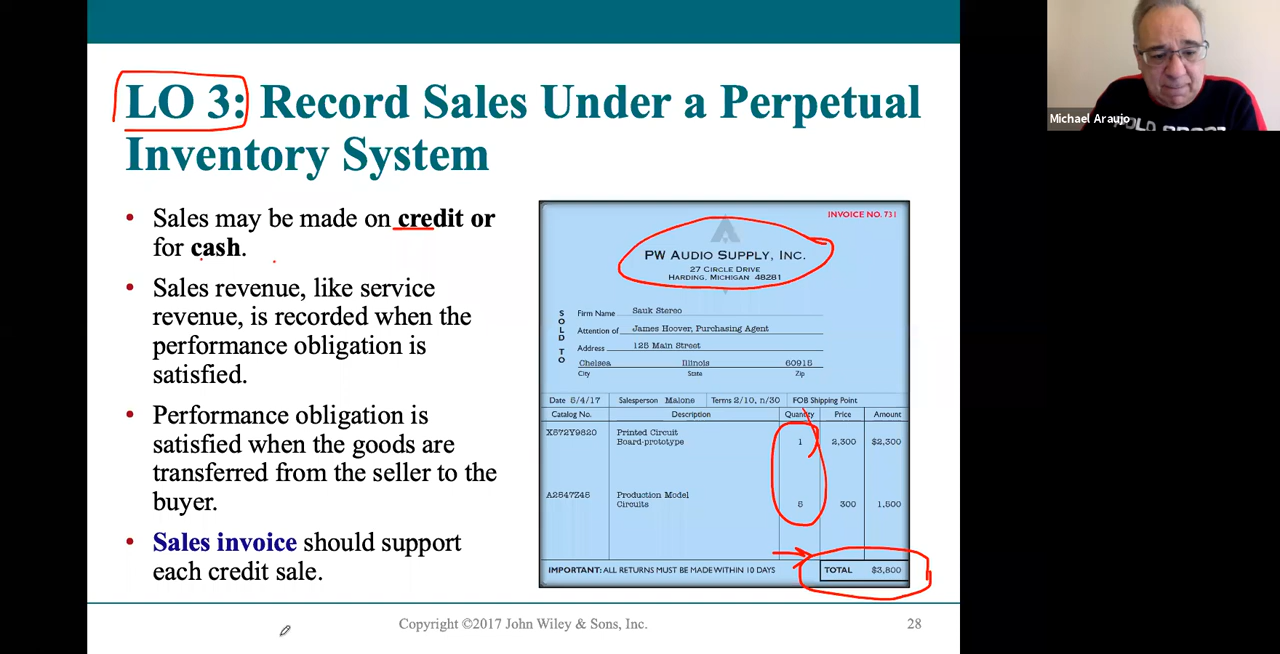 LO 3: Record Sales Under a Perpetual
Inventory System
• Sales may be made on credit or
for cash.
• Sales revenue, like service
revenue, is recorded when the
performance obligation is
satisfied.
• Performance obligation is
satisfied when the goods are
transferred from the seller to the
buyer.
• Sales invoice should support
each credit sale.
INVOICE NO. 731
PW AUDIO SUPPLY, INC.
27 CIRCLE DRIVE
HARDING, MICHIGAN 48281
SOLD TO
Firm Name Sauk Stereo
Attention of James Hoover, Purchasing Agent
Address 125 Main Street
Chelsea Illinois 60915
City State Zip
Date 5/4/17 Salesperson Malone Terms 2/10, n/30 FOB Shipping Point
Catalog No. Description Quantity Price Amount
X572Y9820 Printed Circuit
Board-prototype 1 2,300 $2,300
A2547Z45 Production Model
Circuits 5 300 1,500
IMPORTANT: ALL RETURNS MUST BE MADE WITHIN 10 DAYS TOTAL $3,800
Copyright ©2017 John Wiley & Sons, Inc. 28
Michael Araujo
POLO SPORT